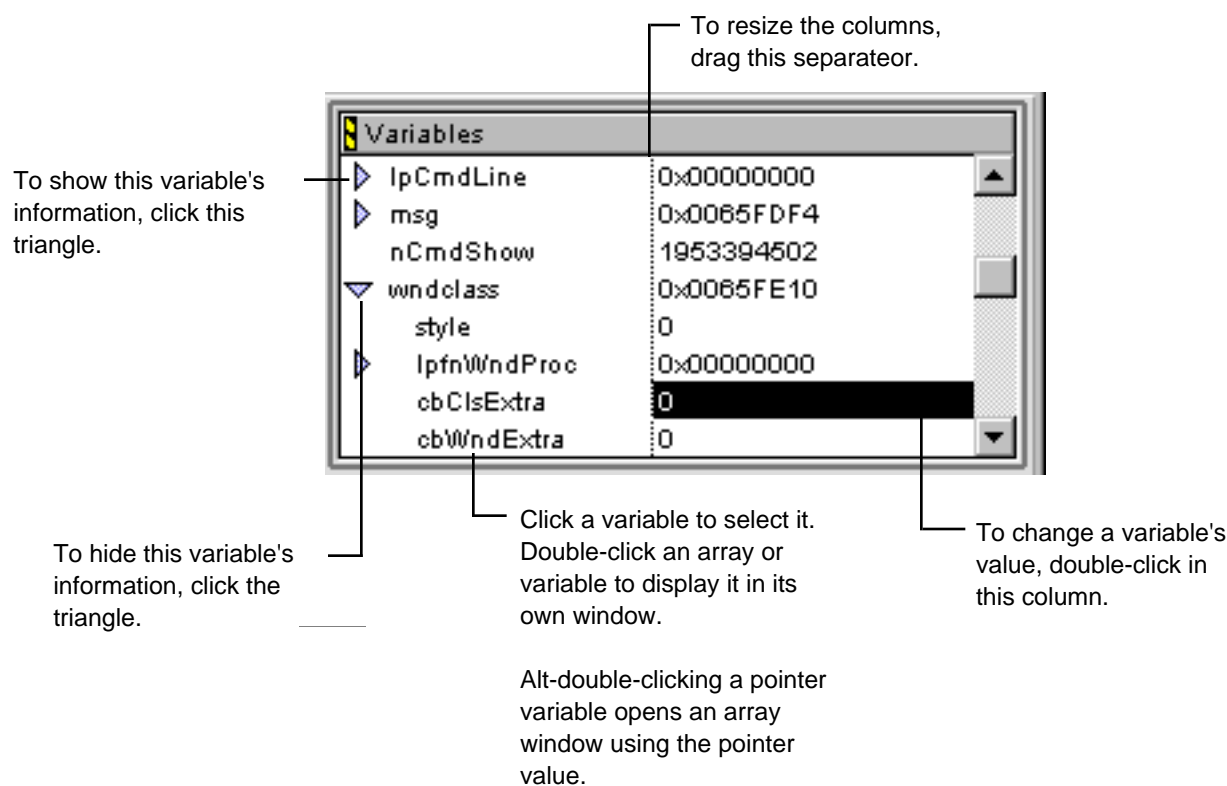 To resize the columns,
drag this separateor.
Variables
To show this variable's
information, click this
triangle.
lpCmdLine 0x00000000
msg 0x0065FDF4
nCmdShow 1953394502
wndclass 0x0065FE10
style 0
lpfnWndProc 0x00000000
cbClsExtra 0
cbWndExtra 0
To hide this variable's
information, click the
triangle.
Click a variable to select it.
Double-click an array or
variable to display it in its
own window.
Alt-double-clicking a pointer
variable opens an array
window using the pointer
value.
To change a variable's
value, double-click in
this column.